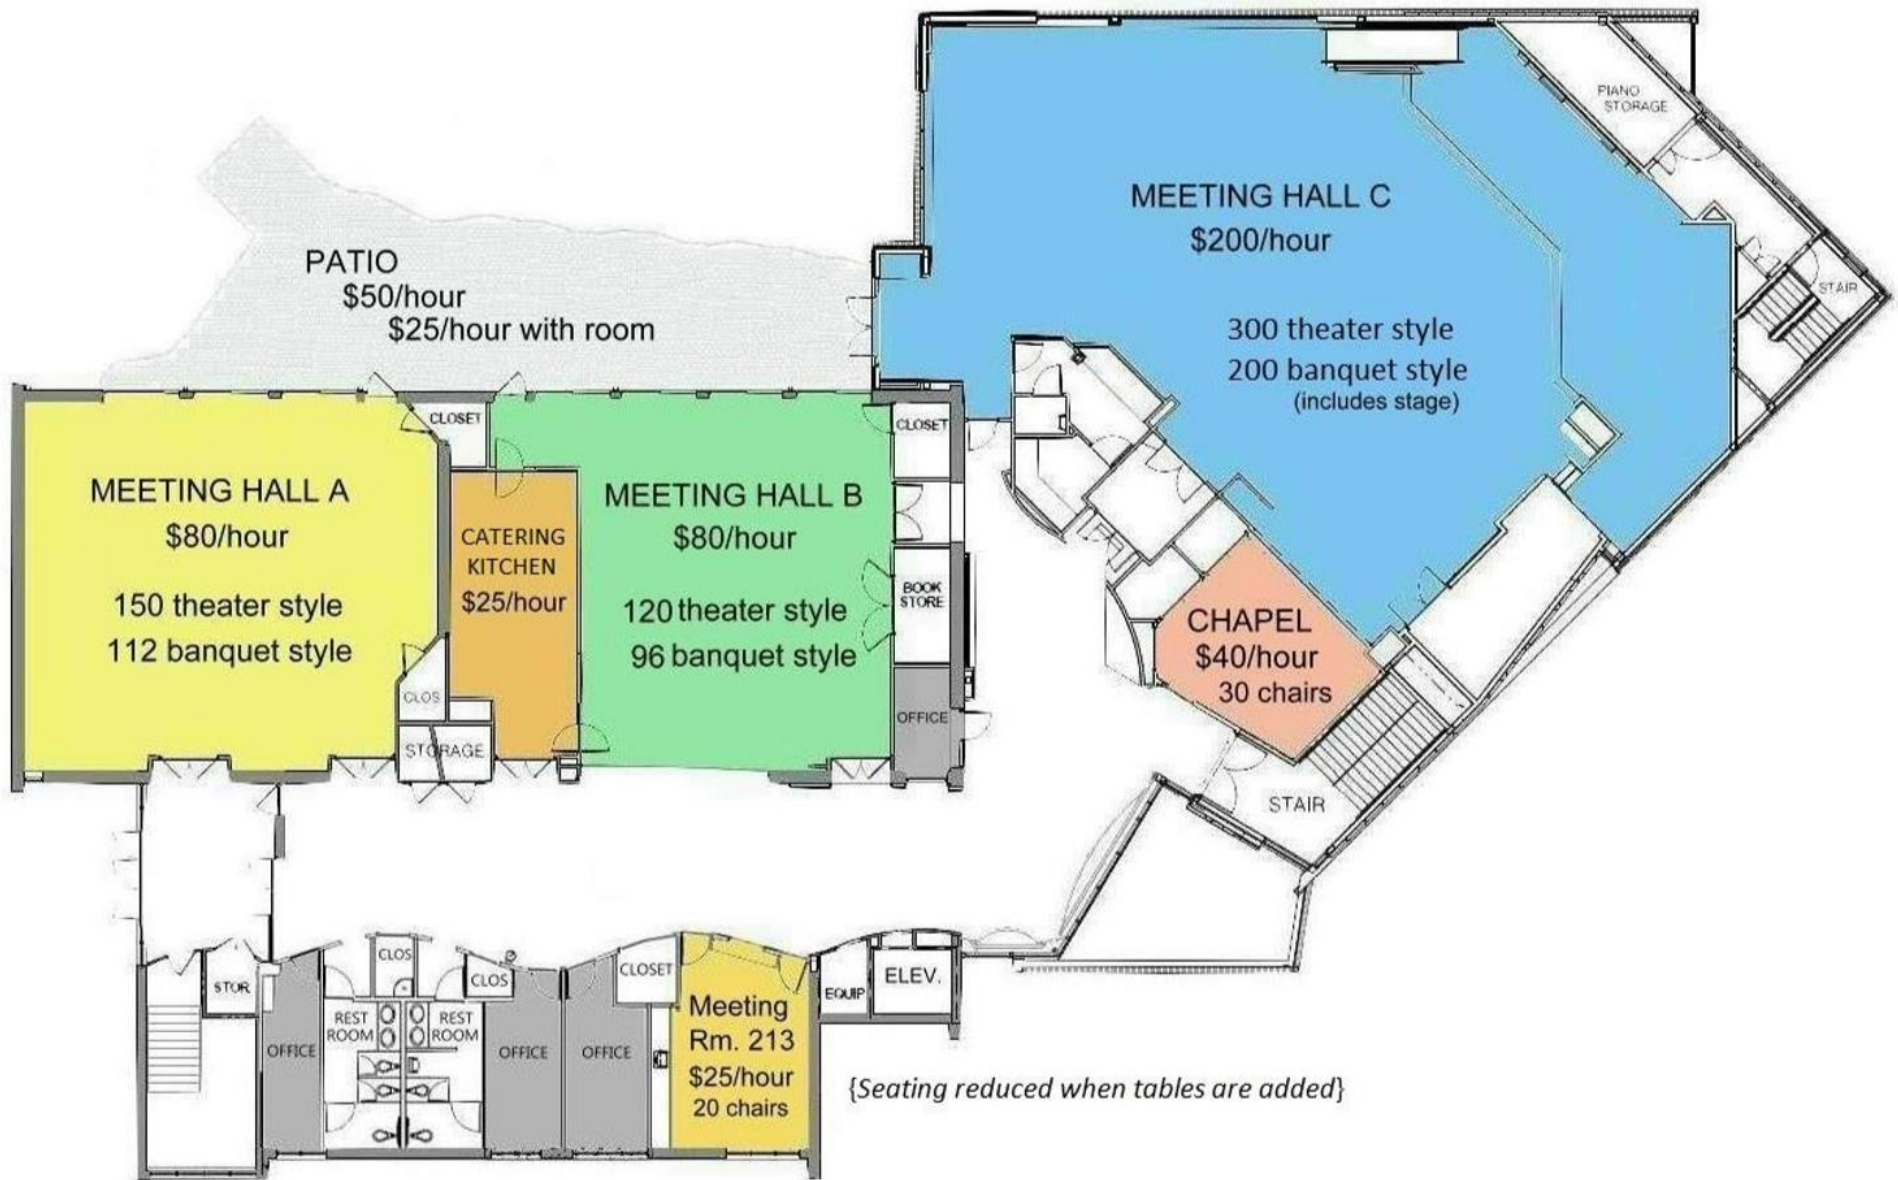 PIANO
STORAGE
MEETING HALL C
$200/hour
300 theater style
200 banquet style
(includes stage)
STAIR
PATIO
$50/hour
$25/hour with room
CLOSET
CLOSET
MEETING HALL A
$80/hour
150 theater style
112 banquet style
CATERING
KITCHEN
$25/hour
MEETING HALL B
$80/hour
120 theater style
96 banquet style
BOOK
STORE
CHAPEL
$40/hour
30 chairs
CLOS
STORAGE
OFFICE
STAIR
CLOS
CLOS
CLOSET
STOR
REST
ROOM
REST
ROOM
OFFICE
OFFICE
OFFICE
Meeting
Rm. 213
$25/hour
20 chairs
EQUIP
ELEV.
{Seating reduced when tables are added}